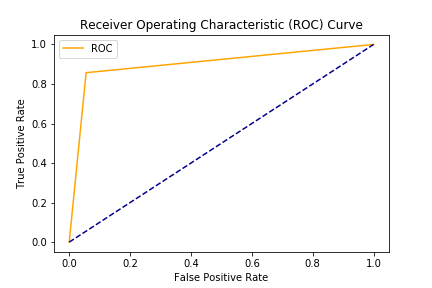 Receiver Operating Characteristic (ROC) Curve
ROC
1.0
0.8
0.6
0.4
0.2
0.0
True Positive Rate
0.0 0.2 0.4 0.6 0.8 1.0
False Positive Rate